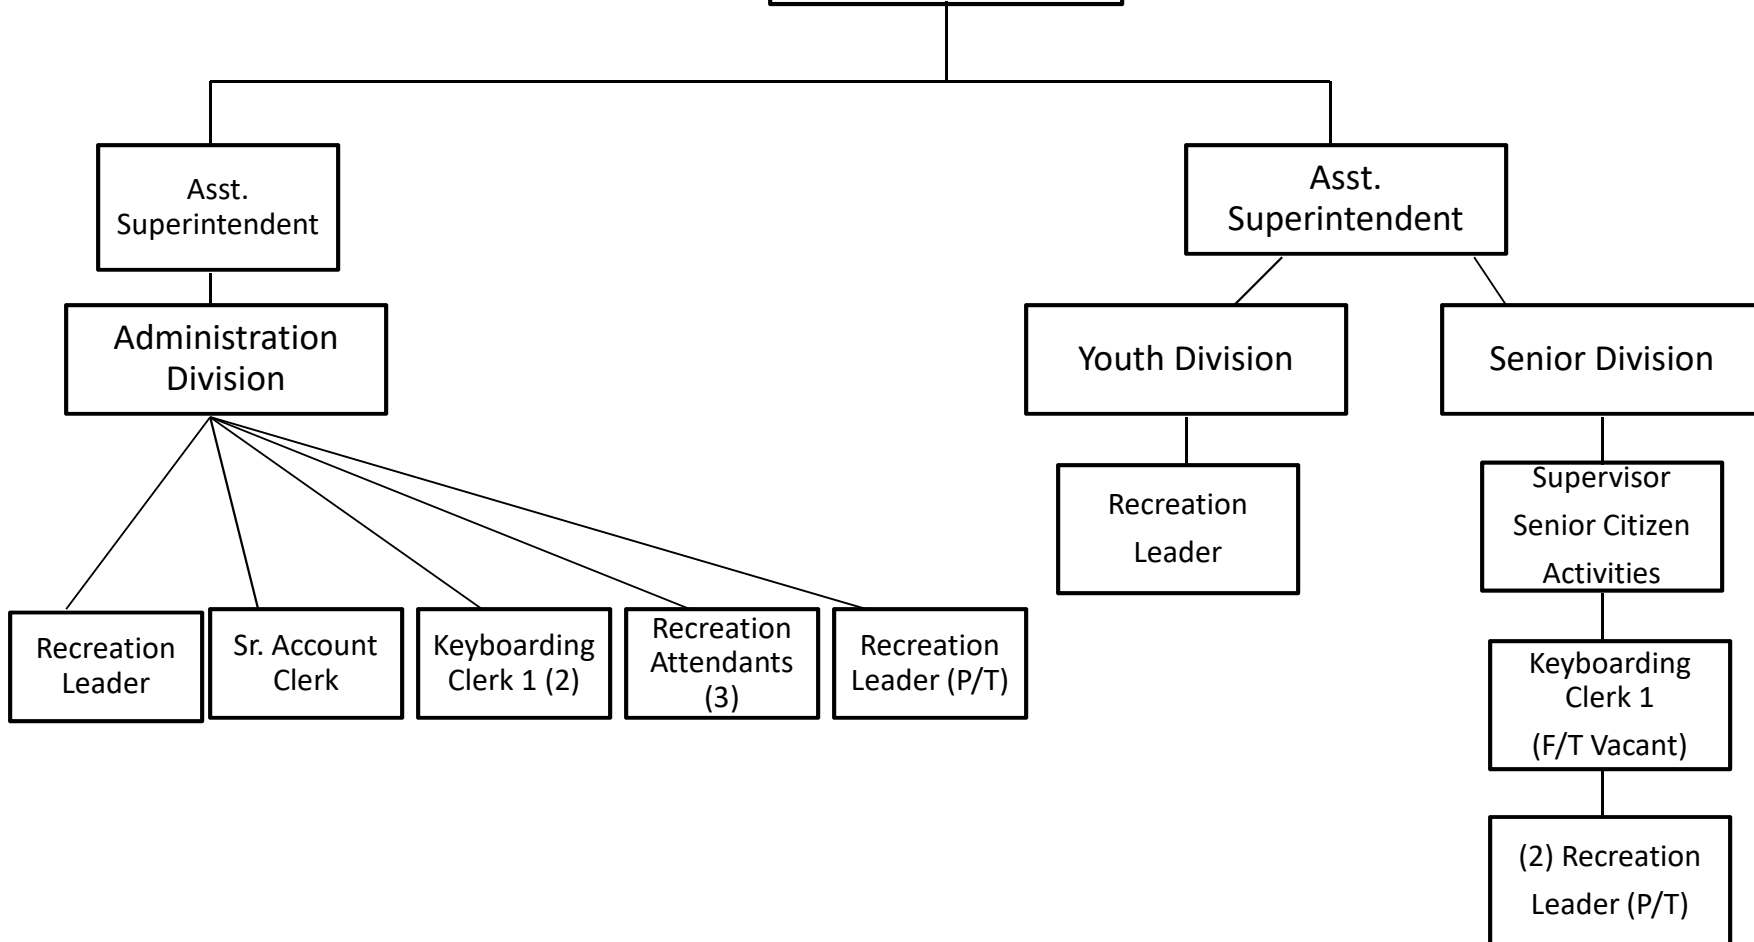 Asst.
Superintendent
Asst.
Superintendent
Administration
Division
Youth Division
Senior Division
Recreation
Leader
Supervisor
Senior Citizen
Activities
Recreation
Leader
Sr. Account
Clerk
Keyboarding
Clerk 1 (2)
Recreation
Attendants
(3)
Recreation
Leader (P/T)
Keyboarding
Clerk 1
(F/T Vacant)
(2) Recreation
Leader (P/T)